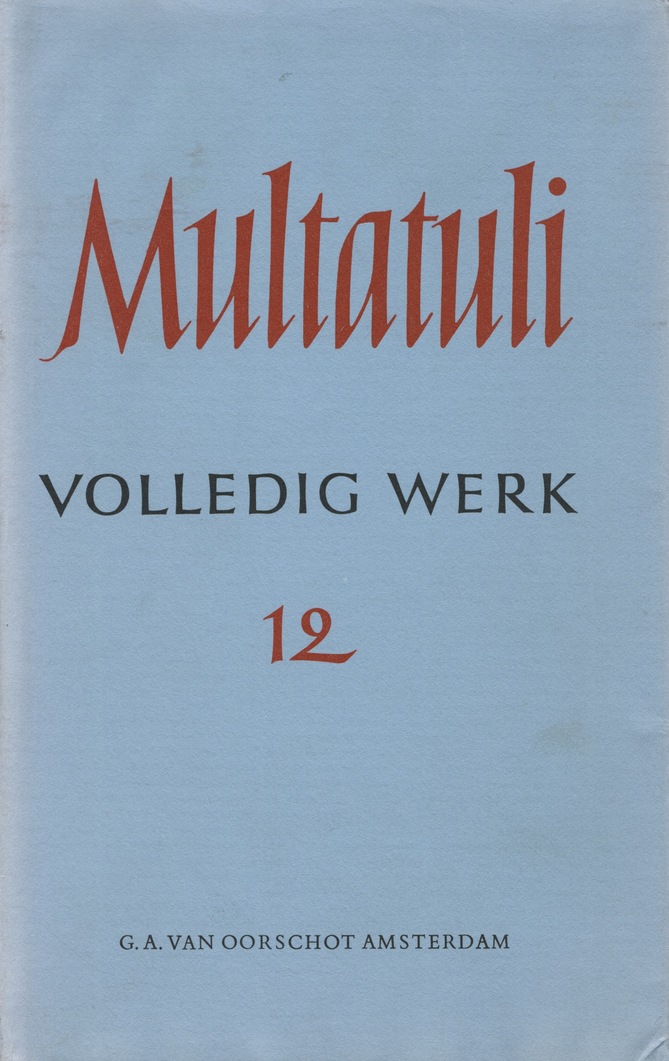 Multatuli
VOLLEDIG WERK
12
G. A. VAN OORSCHOT AMSTERDAM